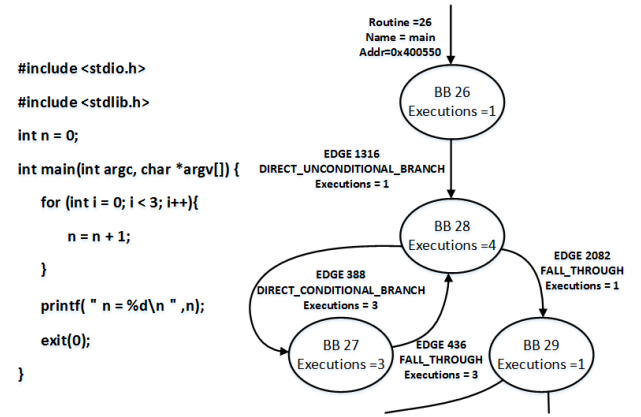 #include <stdio.h>
#include <stdlib.h>
int n = 0;
int main(int argc, char *argv[]) {
for (int i = 0; i < 3; i++){
n = n + 1;
}
printf( " n = %d\n " ,n);
exit(0);
}
Routine =26
Name = main
Addr=0x400550
BB 26
Executions =1
EDGE 1316
DIRECT_UNCONDITIONAL_BRANCH
Executions = 1
BB 28
Executions =4
EDGE 2082
FALL_THROUGH
Executions = 1
EDGE 388
DIRECT_CONDITIONAL_BRANCH
Executions = 3
BB 27
Executions =3
EDGE 436
FALL_THROUGH
Executions = 3
BB 29
Executions =1